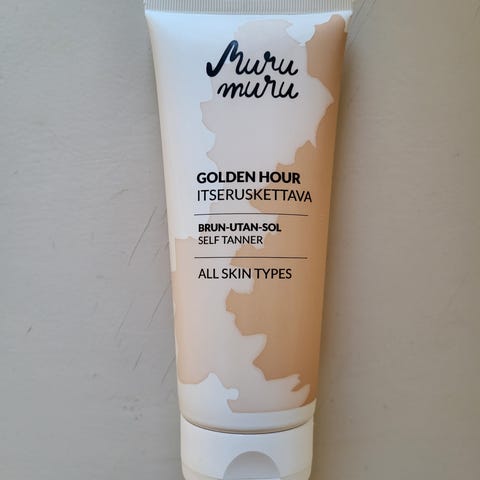 Muru
muru
GOLDEN HOUR
ITSERUSKETTAVA
BRUN-UTAN-SOL
SELF TANNER
ALL SKIN TYPES